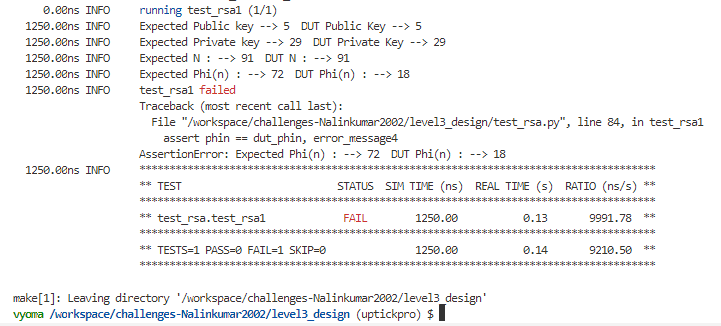 0.00ns INFO running test_rsa1 (1/1)
1250.00ns INFO Expected Public key --> 5 DUT Public Key --> 5
1250.00ns INFO Expected Private key --> 29 DUT Private Key --> 29
1250.00ns INFO Expected N : --> 91 DUT N : --> 91
1250.00ns INFO Expected Phi(n) : --> 72 DUT Phi(n) : --> 18
1250.00ns INFO test_rsa1 failed
Traceback (most recent call last):
File "/workspace/challenges-Nalinkumar2002/level3_design/test_rsa.py", line 84, in test_rsa1
assert phin == dut_phin, error_message4
AssertionError: Expected Phi(n) : --> 72 DUT Phi(n) : --> 18
1250.00ns INFO **************************************************************************************
** TEST STATUS SIM TIME (ns) REAL TIME (s) RATIO (ns/s) **
**************************************************************************************
** test_rsa.test_rsa1 FAIL 1250.00 0.13 9991.78 **
**************************************************************************************
** TESTS=1 PASS=0 FAIL=1 SKIP=0 1250.00 0.14 9210.50 **
**************************************************************************************
make[1]: Leaving directory '/workspace/challenges-Nalinkumar2002/level3_design'
vyoma /workspace/challenges-Nalinkumar2002/level3_design (uptickpro) $